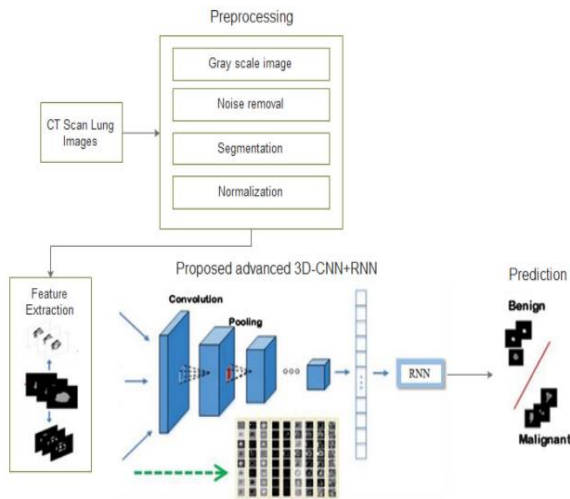 Preprocessing
Gray scale image
Noise removal
Segmentation
Normalization
CT Scan Lung
Images
Proposed advanced 3D-CNN+RNN
Feature
Extraction
Convolution
Pooling
RNN
Prediction
Benign
Malignant